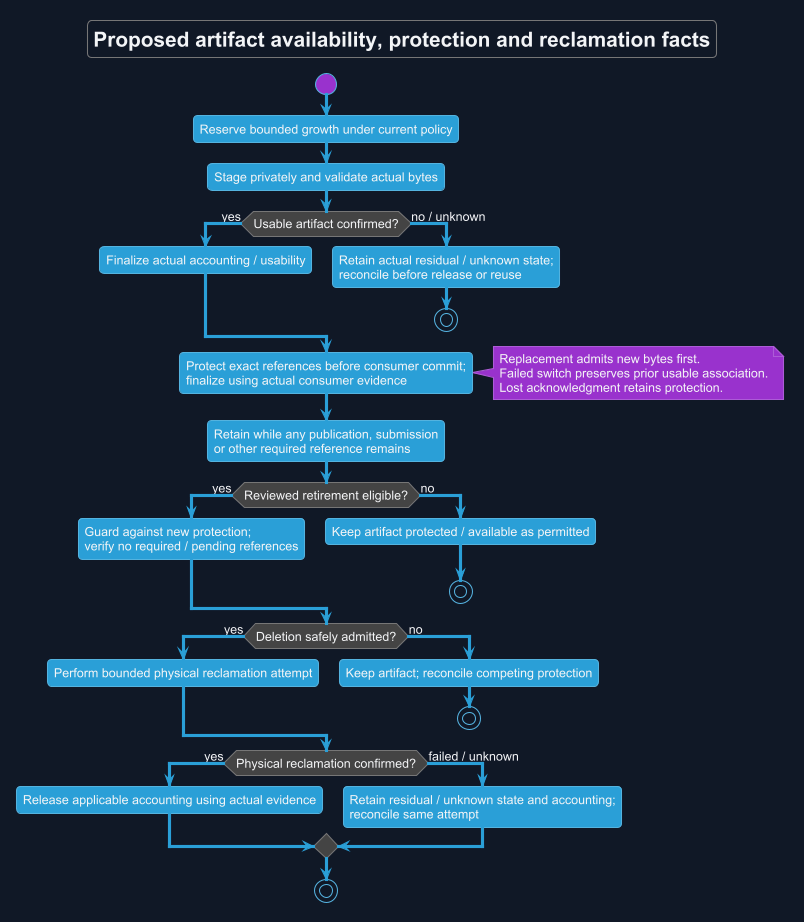 Proposed artifact availability, protection and reclamation facts
Reserve bounded growth under current policy
Stage privately and validate actual bytes
yes
Usable artifact confirmed?
no / unknown
Finalize actual accounting / usability
Retain actual residual / unknown state;
reconcile before release or reuse
Protect exact references before consumer commit;
finalize using actual consumer evidence
Replacement admits new bytes first.
Failed switch preserves prior usable association.
Lost acknowledgment retains protection.
Retain while any publication, submission
or other required reference remains
yes
Reviewed retirement eligible?
no
Guard against new protection;
verify no required / pending references
Keep artifact protected / available as permitted
yes
Deletion safely admitted?
no
Perform bounded physical reclamation attempt
Keep artifact; reconcile competing protection
yes
Physical reclamation confirmed?
failed / unknown
Release applicable accounting using actual evidence
Retain residual / unknown state and accounting;
reconcile same attempt